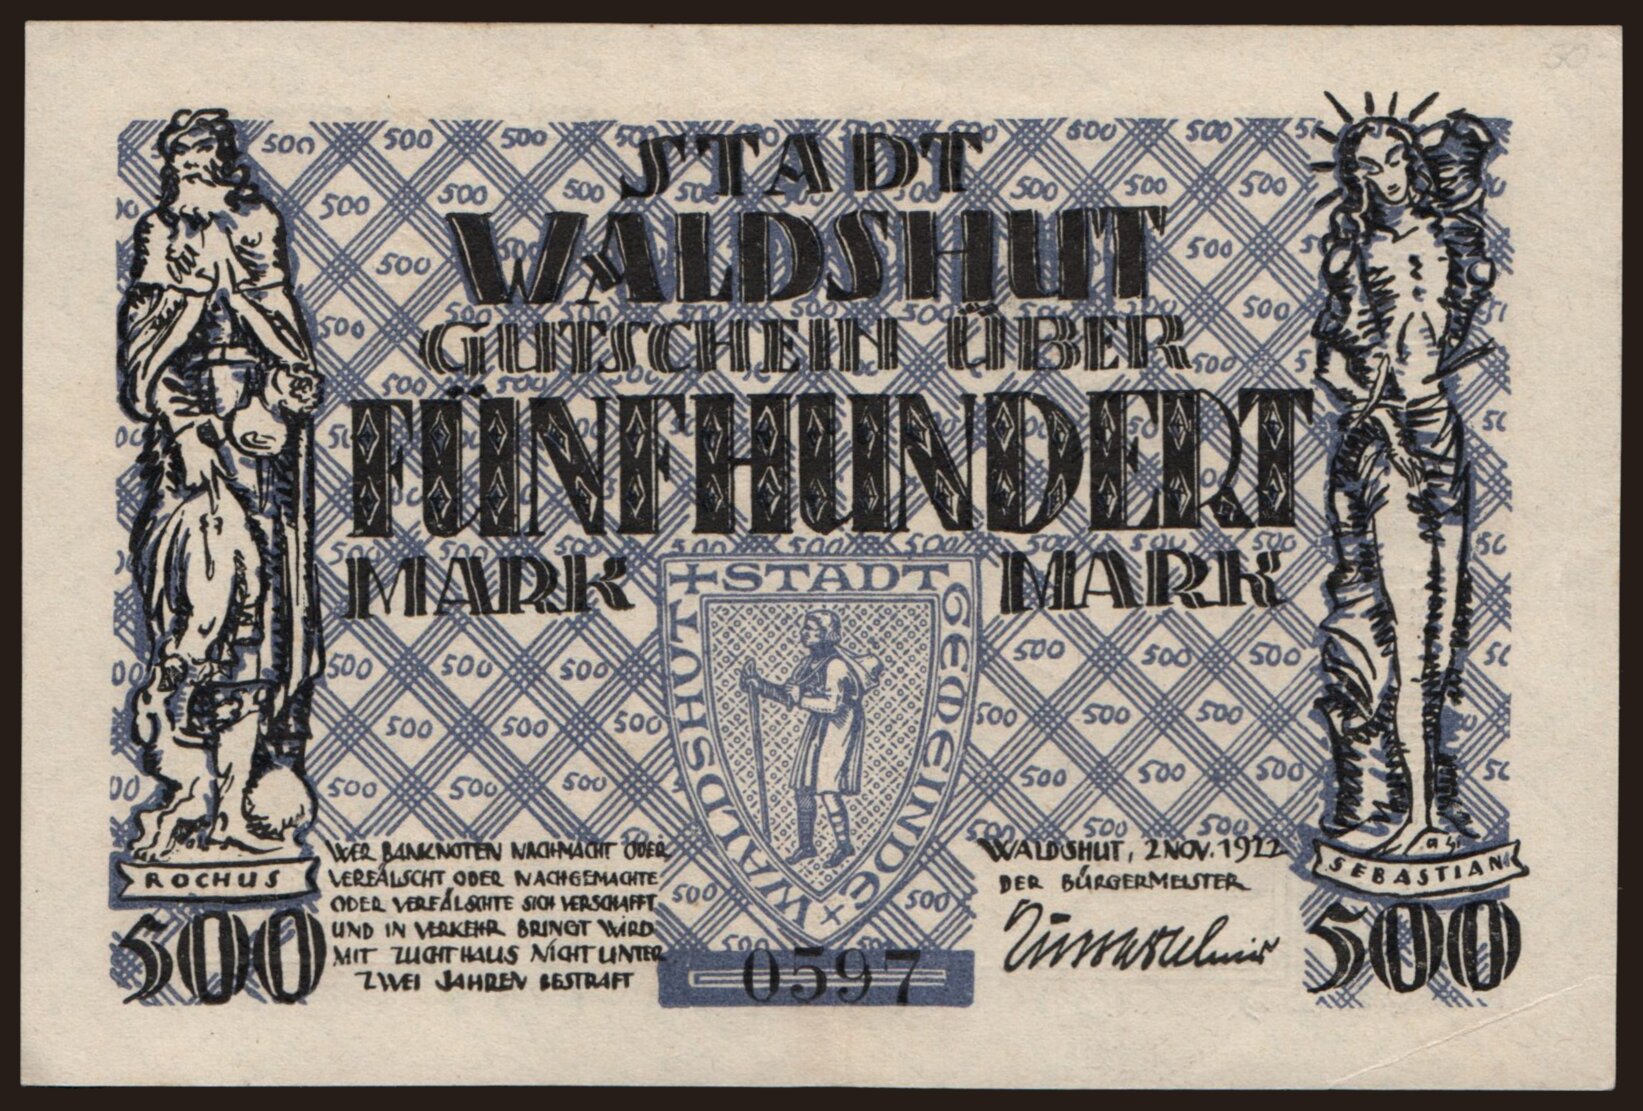 STADT
WALDSHUT
GUTSCHEIN ÜBER
FÜNFHUNDERT
MARK MARK
+ STADT GEMEINDE + WALDSHUT
WER BANKNOTEN NACHMACHT ODER
VERFÄLSCHT ODER NACHGEMACHTE
ODER VERFÄLSCHTE SICH VERSCHAFFT
UND IN VERKEHR BRINGT WIRD
MIT ZUCHTHAUS NICHT UNTER
ZWEI JAHREN BESTRAFT
WALDSHUT, 2 NOV. 1922
DER BÜRGERMEISTER
ROCHUS
SEBASTIAN
500
0597
500